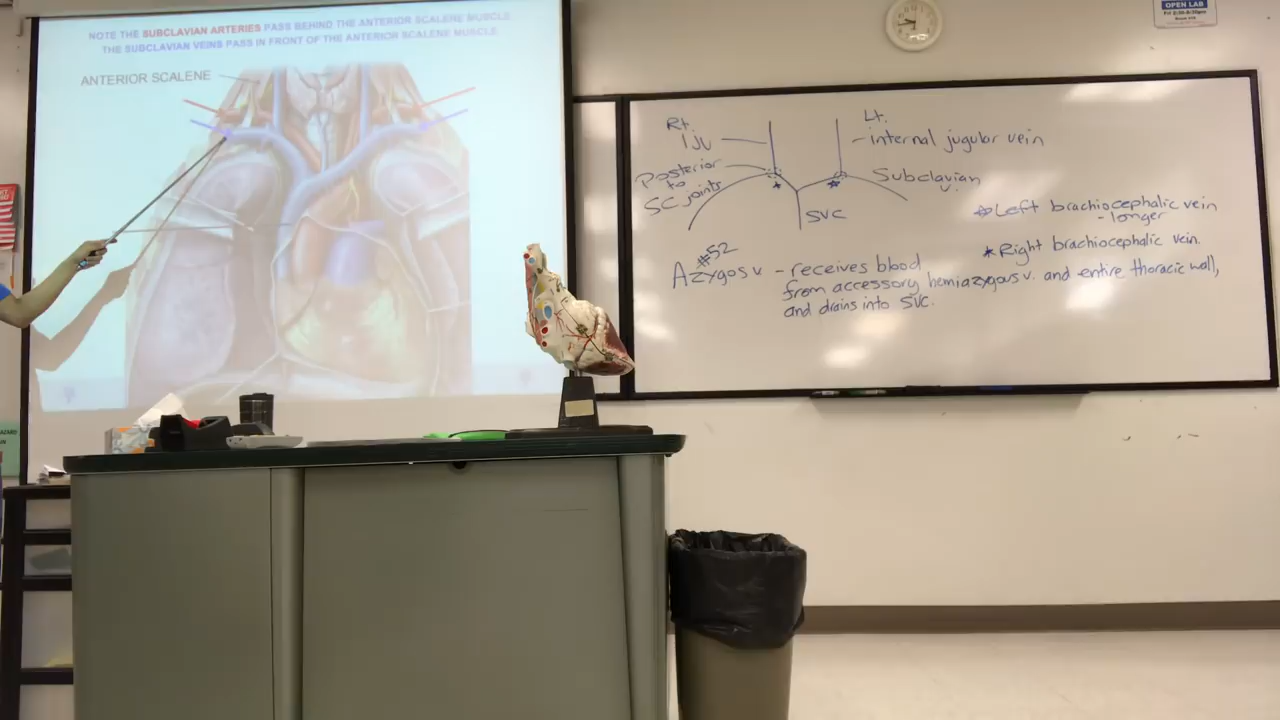 NOTE THE SUBCLAVIAN ARTERIES PASS BEHIND THE ANTERIOR SCALENE MUSCLE
THE SUBCLAVIAN VEINS PASS IN FRONT OF THE ANTERIOR SCALENE MUSCLE.
ANTERIOR SCALENE
OPEN LAB
Rt.
IJV
Posterior
to
SC joints
Lt.
internal jugular vein
Subclavian
SVC
Left brachiocephalic vein
- longer
* Right brachiocephalic vein.
#52
Azygos v - receives blood
from accessory hemiazygous v. and entire thoracic wall,
and drains into SVC.